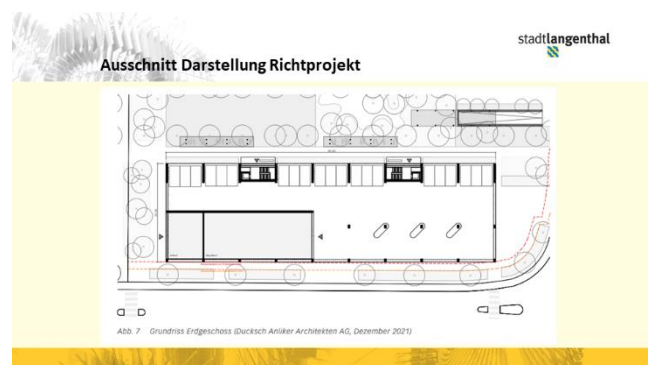 stadtlangenthal
Ausschnitt Darstellung Richtprojekt
Abb. 7 Grundriss Erdgeschoss (Ducksch Anliker Architekten AG, Dezember 2021)